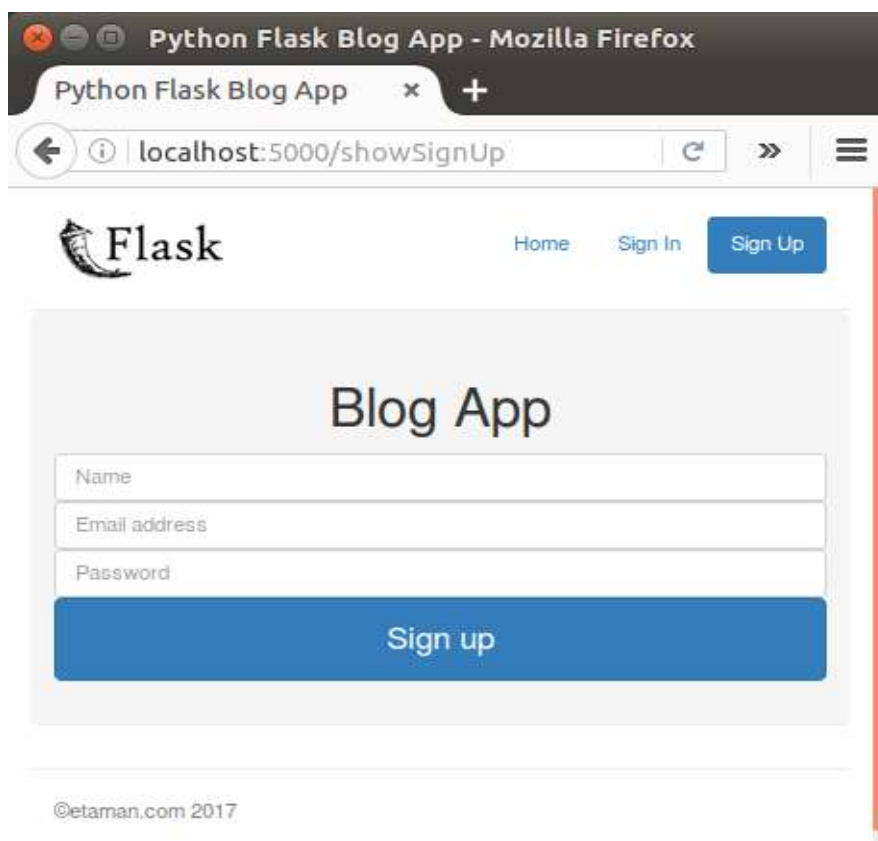 Python Flask Blog App - Mozilla Firefox
Python Flask Blog App
localhost:5000/showSignUp
Flask
Home Sign In Sign Up
Blog App
Name
Email address
Password
Sign up
©etaman.com 2017